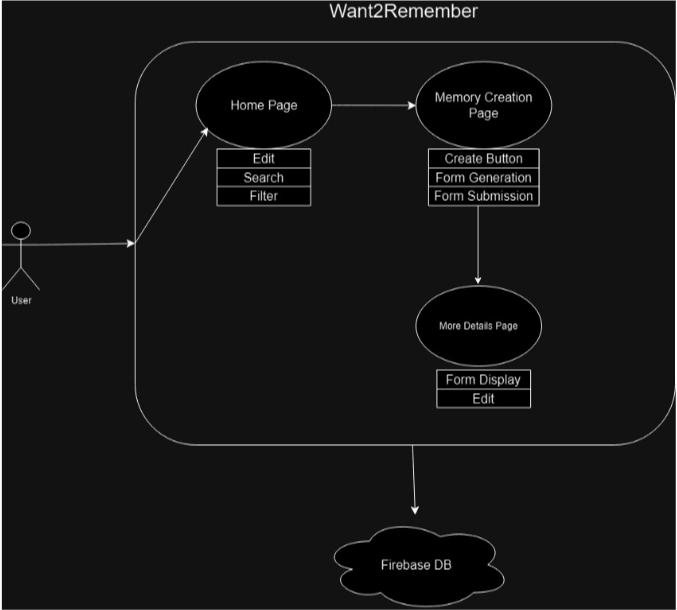 Want2Remember
Home Page
Edit
Search
Filter
Memory Creation
Page
Create Button
Form Generation
Form Submission
User
More Details Page
Form Display
Edit
Firebase DB